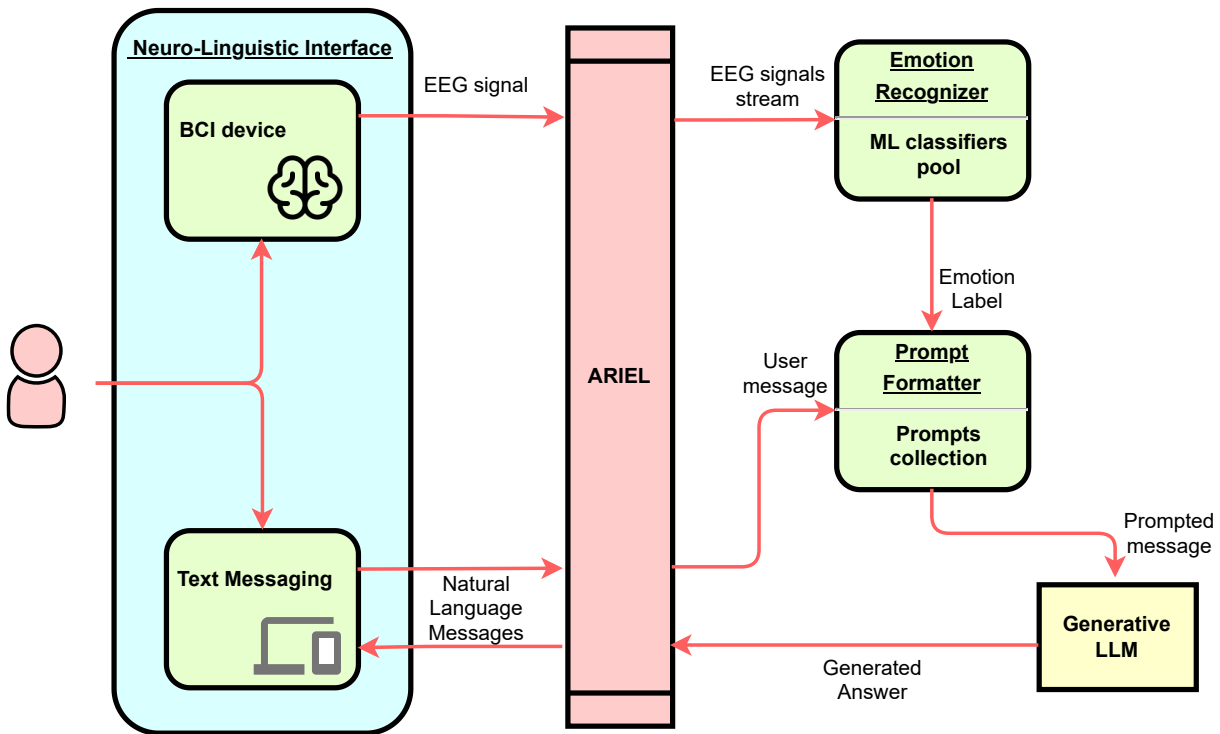 Neuro-Linguistic Interface
BCI device
EEG signal
Text Messaging
Natural
Language
Messages
ARIEL
EEG signals
stream
Emotion
Recognizer
ML classifiers
pool
Emotion
Label
User
message
Prompt
Formatter
Prompts
collection
Prompted
message
Generative
LLM
Generated
Answer